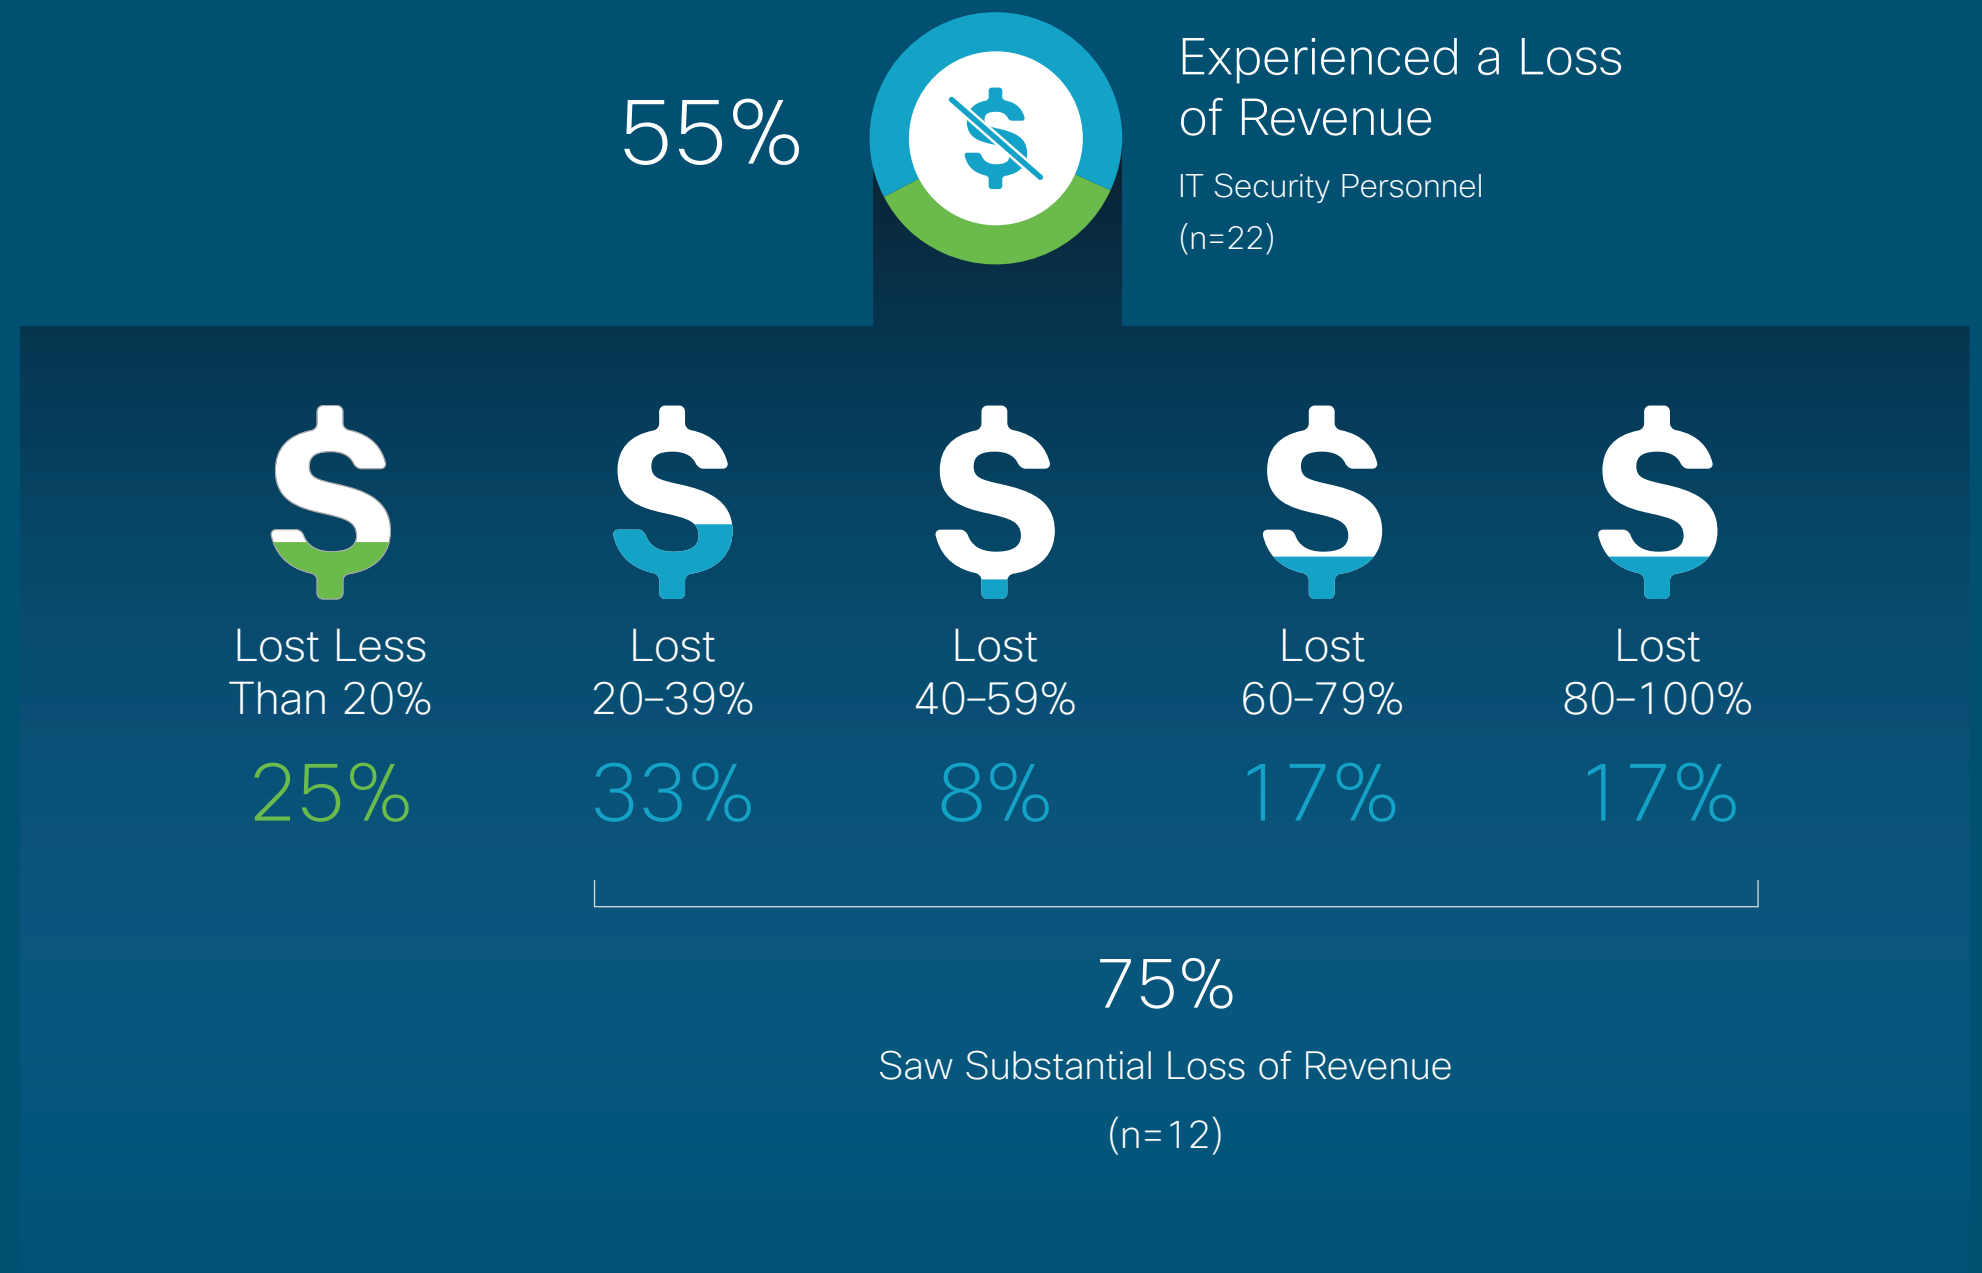 55%
Experienced a Loss
of Revenue
IT Security Personnel
(n=22)
Lost Less
Than 20%
25%
Lost
20–39%
33%
Lost
40–59%
8%
Lost
60–79%
17%
Lost
80–100%
17%
75%
Saw Substantial Loss of Revenue
(n=12)